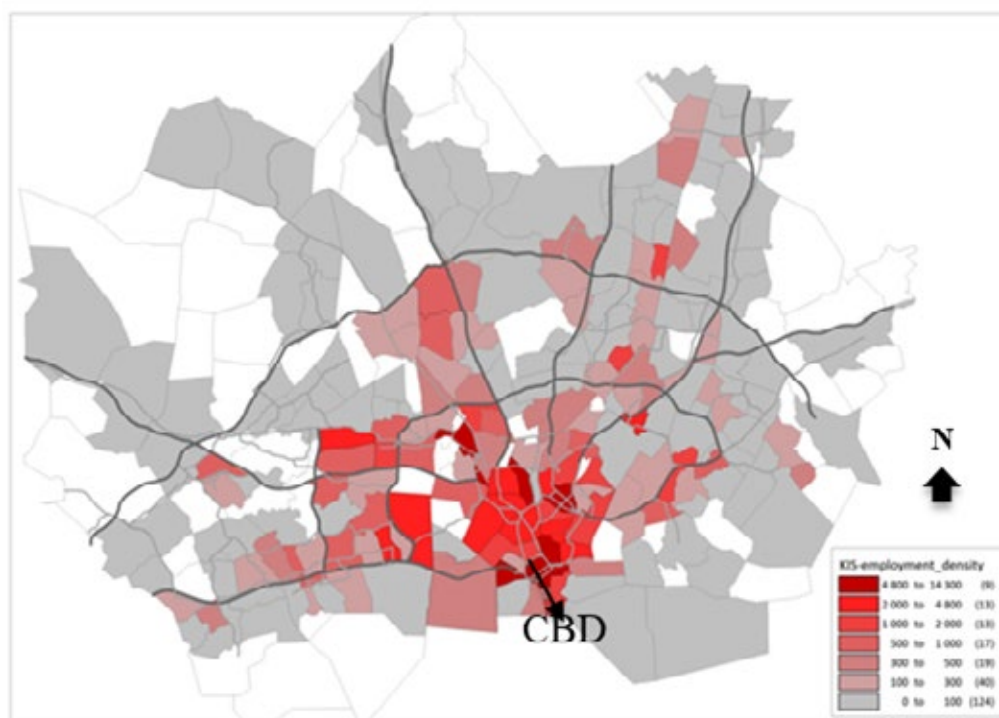 N
CBD
KIS-employment_density
4 800 to 14 300 (9)
2 000 to 4 800 (13)
1 000 to 2 000 (13)
500 to 1 000 (17)
300 to 500 (19)
100 to 300 (40)
0 to 100 (124)